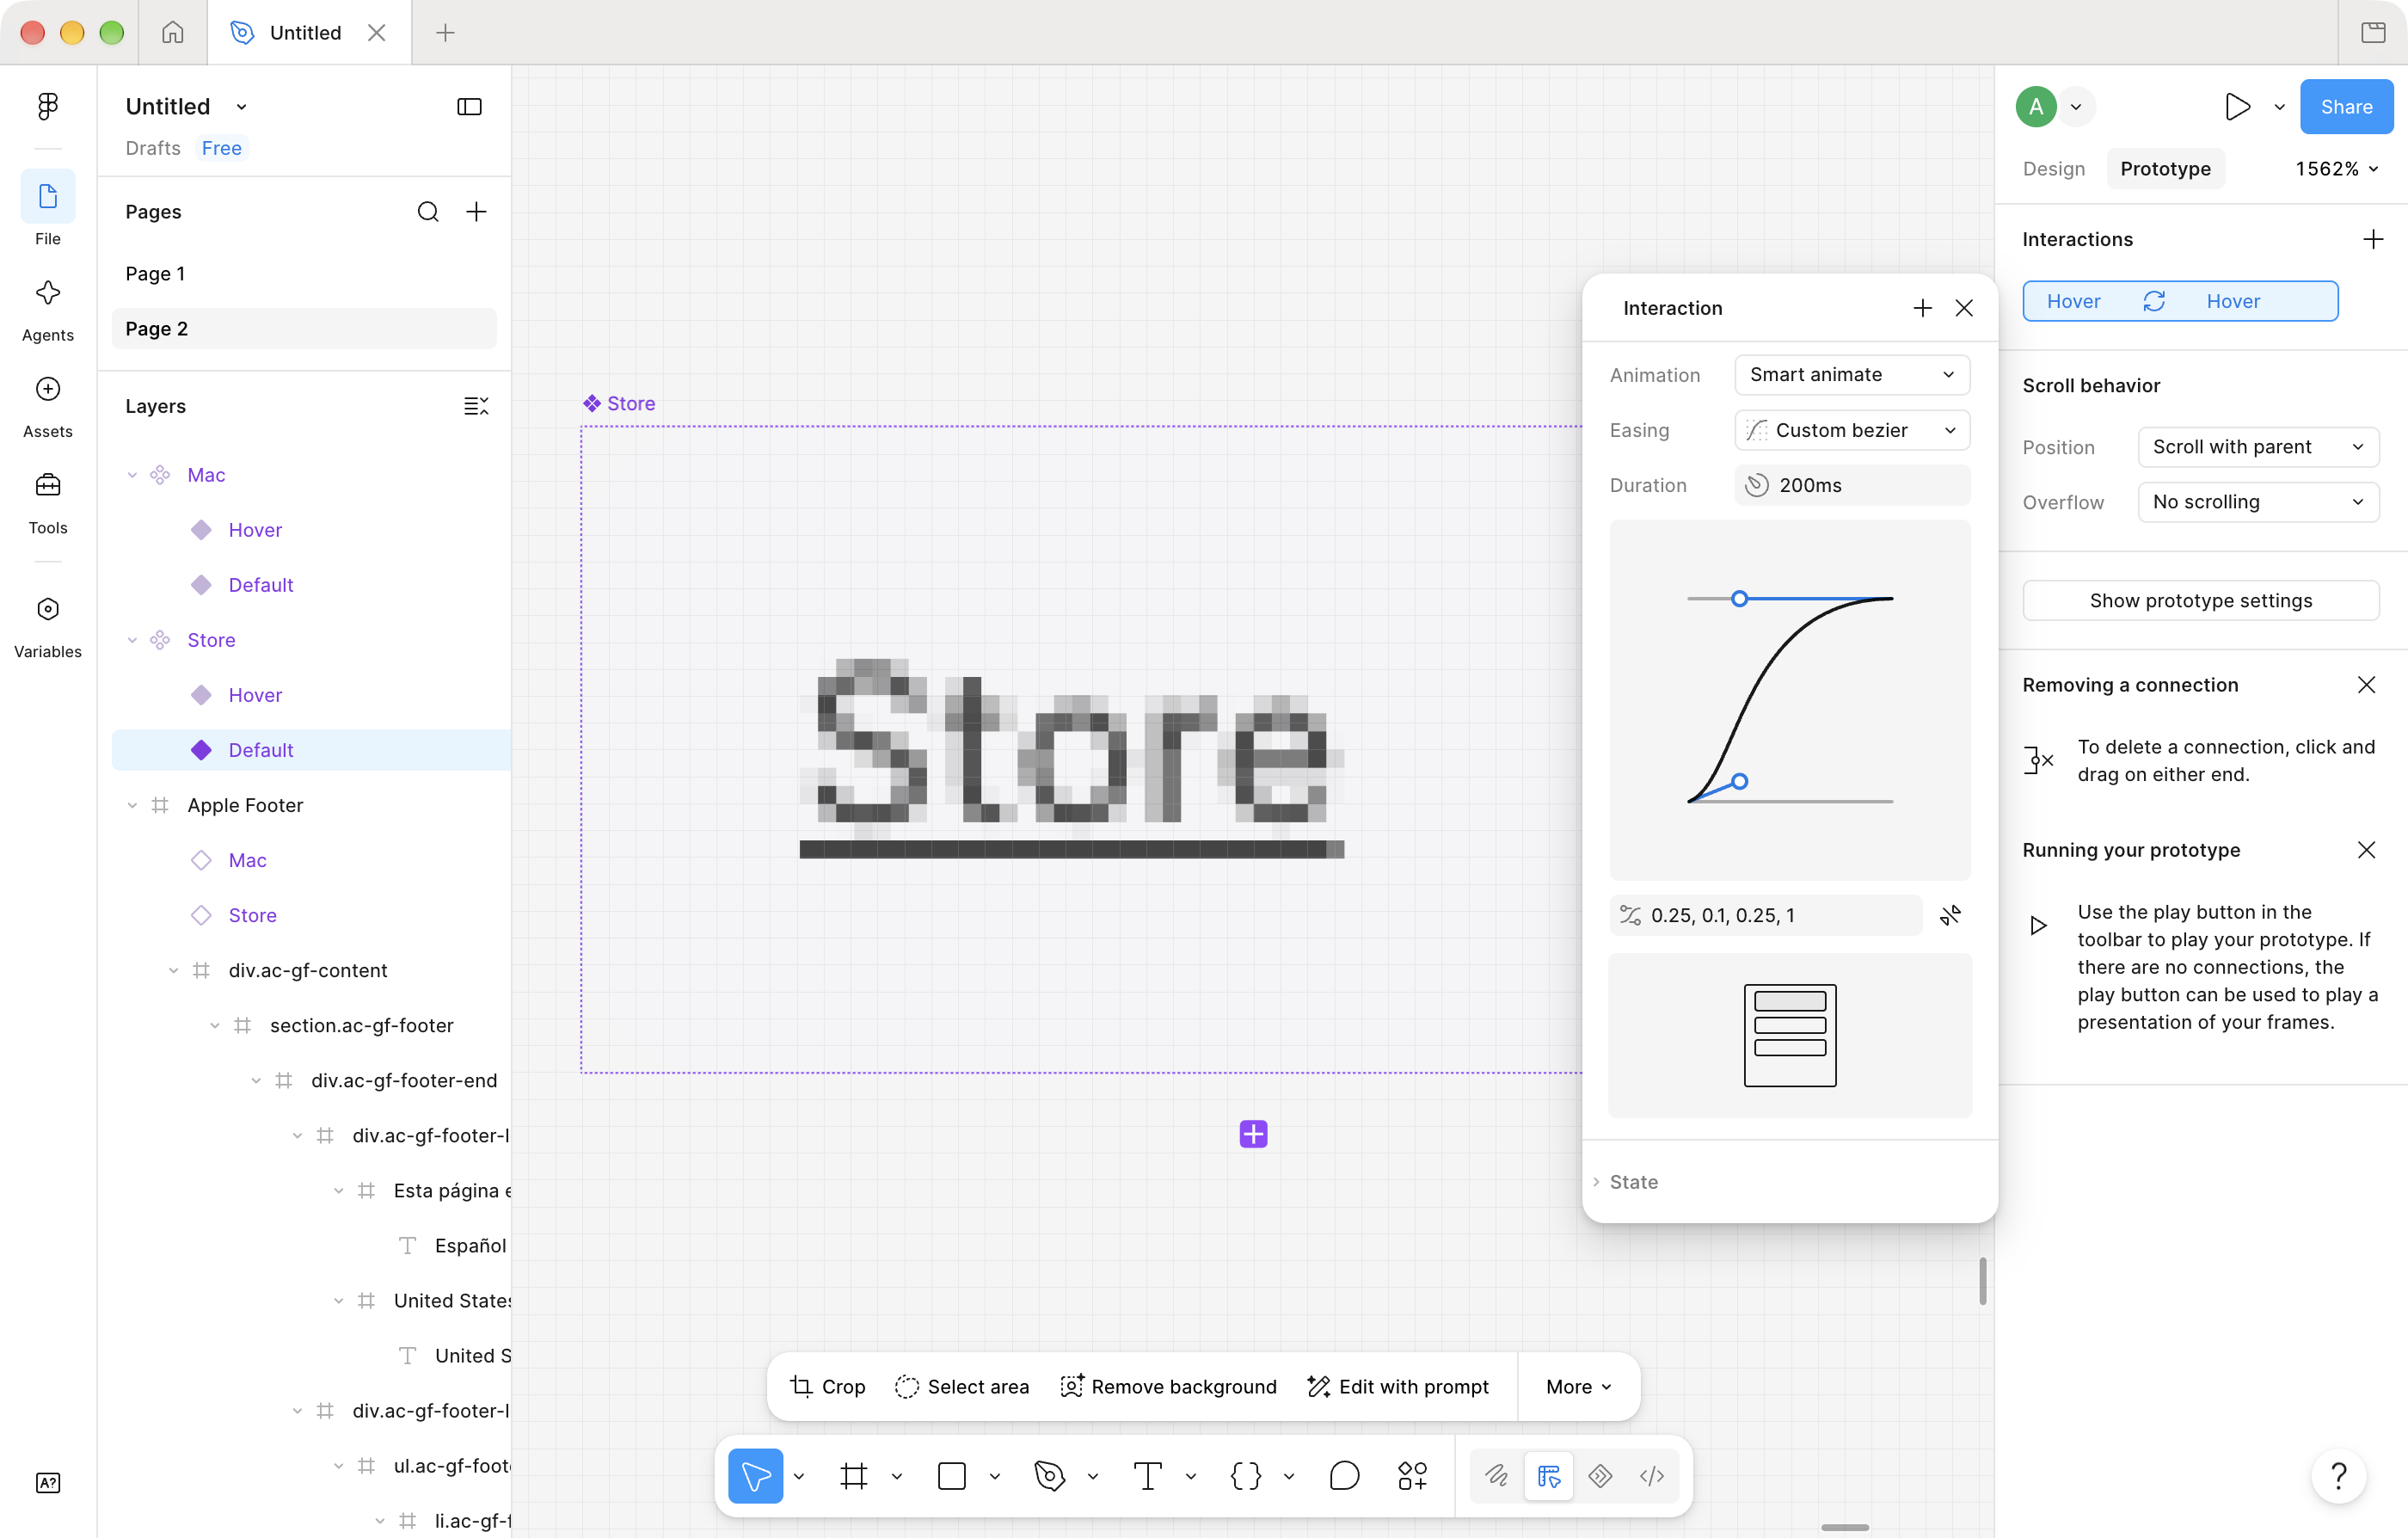 Untitled
Untitled
Drafts Free
File
Agents
Assets
Tools
Variables
Pages
Page 1
Page 2
Layers
Mac
Hover
Default
Store
Hover
Default
Apple Footer
Mac
Store
div.ac-gf-content
section.ac-gf-footer
div.ac-gf-footer-end
div.ac-gf-footer-l
Esta página e
Español
United States
United S
div.ac-gf-footer-l
ul.ac-gf-foot
li.ac-gf-f
A?
Store
Store
Interaction
Animation Smart animate
Easing Custom bezier
Duration 200ms
0.25, 0.1, 0.25, 1
State
Crop Select area Remove background Edit with prompt More
A
Share
Design Prototype 1562%
Interactions
Hover Hover
Scroll behavior
Position Scroll with parent
Overflow No scrolling
Show prototype settings
Removing a connection
To delete a connection, click and
drag on either end.
Running your prototype
Use the play button in the
toolbar to play your prototype. If
there are no connections, the
play button can be used to play a
presentation of your frames.
?